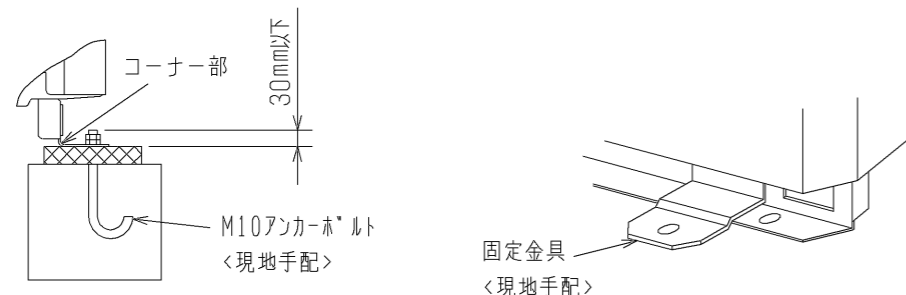 コーナー部
30mm以下
M10アンカーボルト
<現地手配>
固定金具
<現地手配>